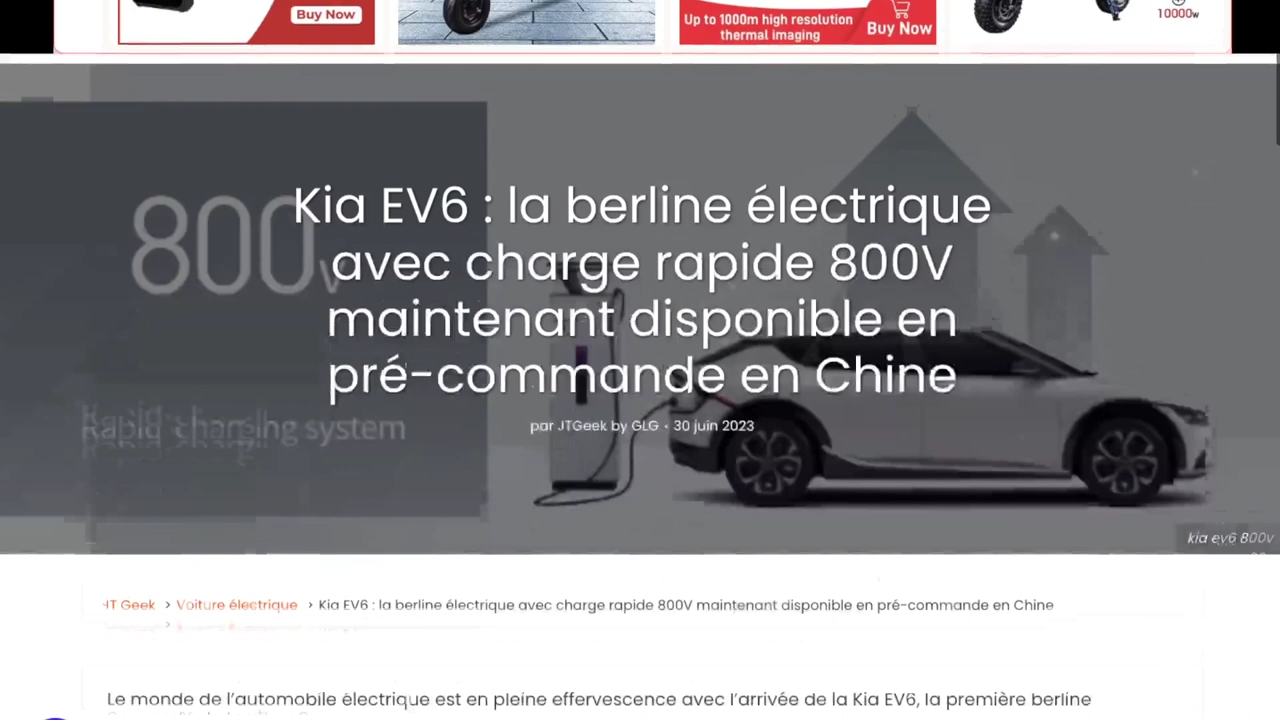 Buy Now
Up to 1000m high resolution
thermal imaging
Buy Now
10000w
800v
Kia EV6 : la berline électrique
avec charge rapide 800V
maintenant disponible en
pré-commande en Chine
par JTGeek by GLG • 30 juin 2023
Rapid charging system
kia ev6 800v
JT Geek > Voiture électrique > Kia EV6 : la berline électrique avec charge rapide 800V maintenant disponible en pré-commande en Chine
Le monde de l'automobile électrique est en pleine effervescence avec l'arrivée de la Kia EV6, la première berline